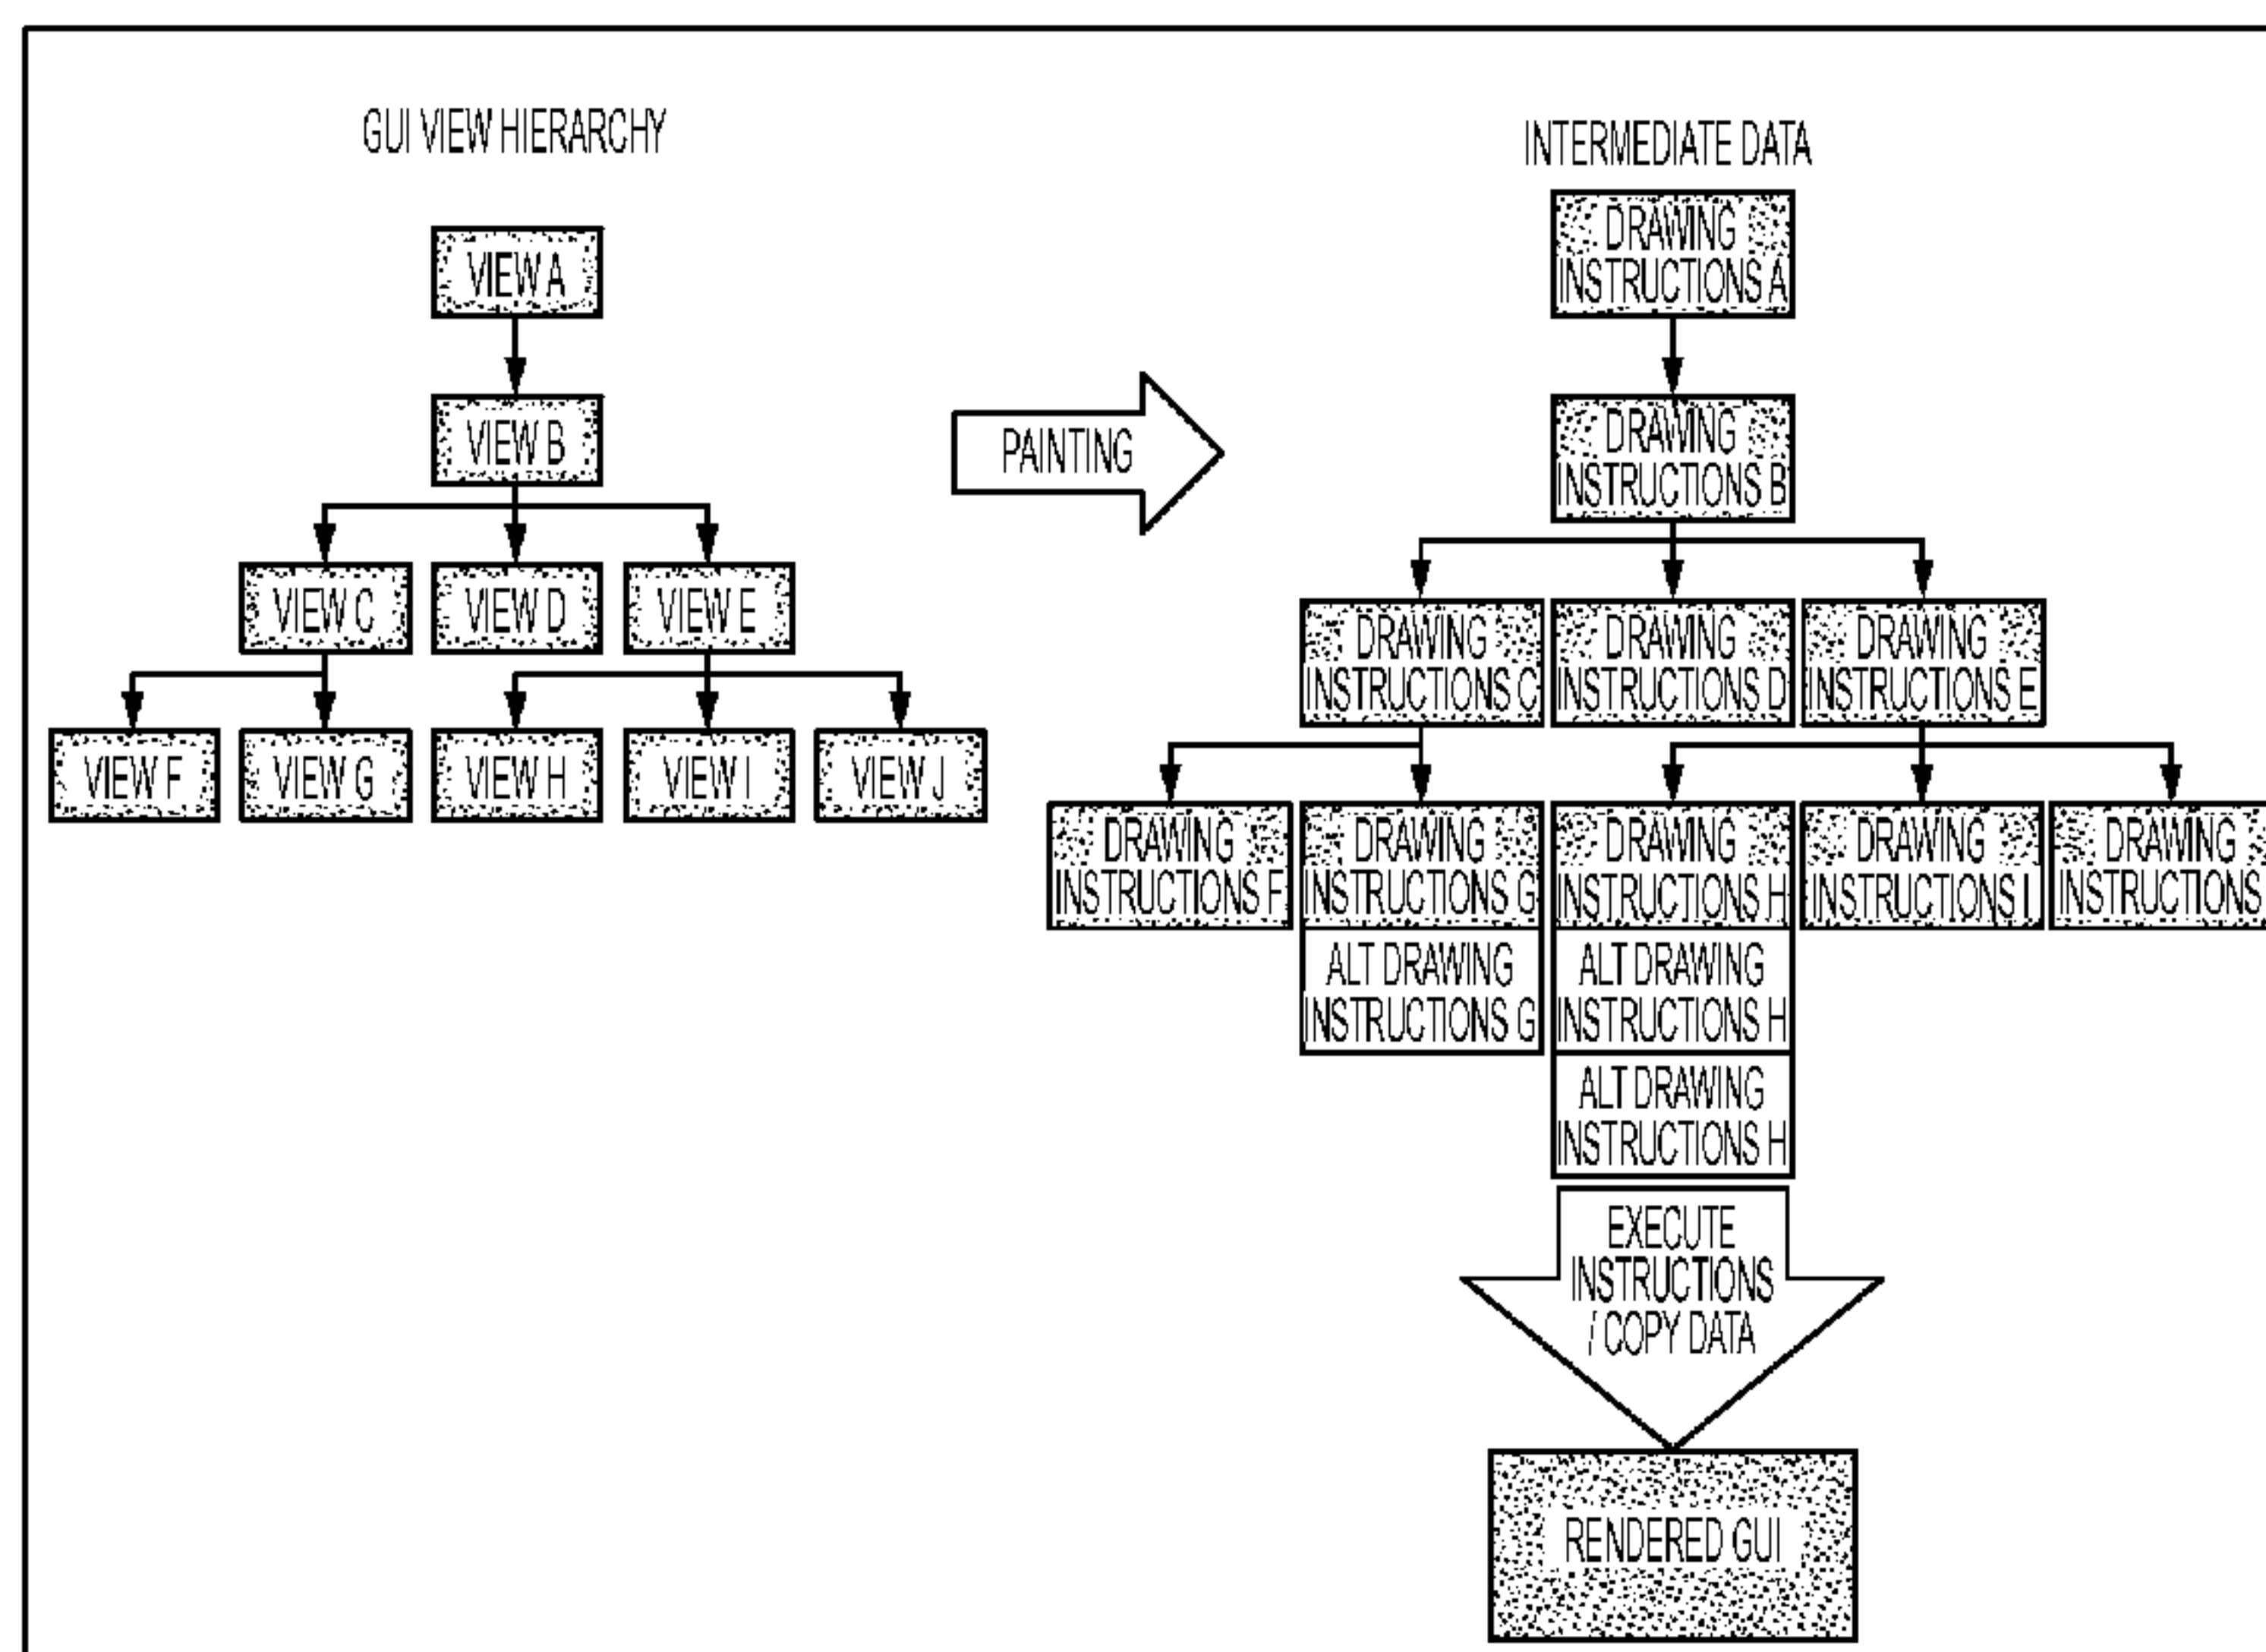 GUI VIEW HIERARCHY
VIEW A
VIEW B
VIEW C
VIEW D
VIEW E
VIEW F
VIEW G
VIEW H
VIEW I
VIEW J
PAINTING
INTERMEDIATE DATA
DRAWING
INSTRUCTIONS A
DRAWING
INSTRUCTIONS B
DRAWING
INSTRUCTIONS C
DRAWING
INSTRUCTIONS D
DRAWING
INSTRUCTIONS E
DRAWING
INSTRUCTIONS F
DRAWING
INSTRUCTIONS G
ALT DRAWING
INSTRUCTIONS G
DRAWING
INSTRUCTIONS H
ALT DRAWING
INSTRUCTIONS H
ALT DRAWING
INSTRUCTIONS H
DRAWING
INSTRUCTIONS I
DRAWING
INSTRUCTIONS
EXECUTE
INSTRUCTIONS
/ COPY DATA
RENDERED GUI